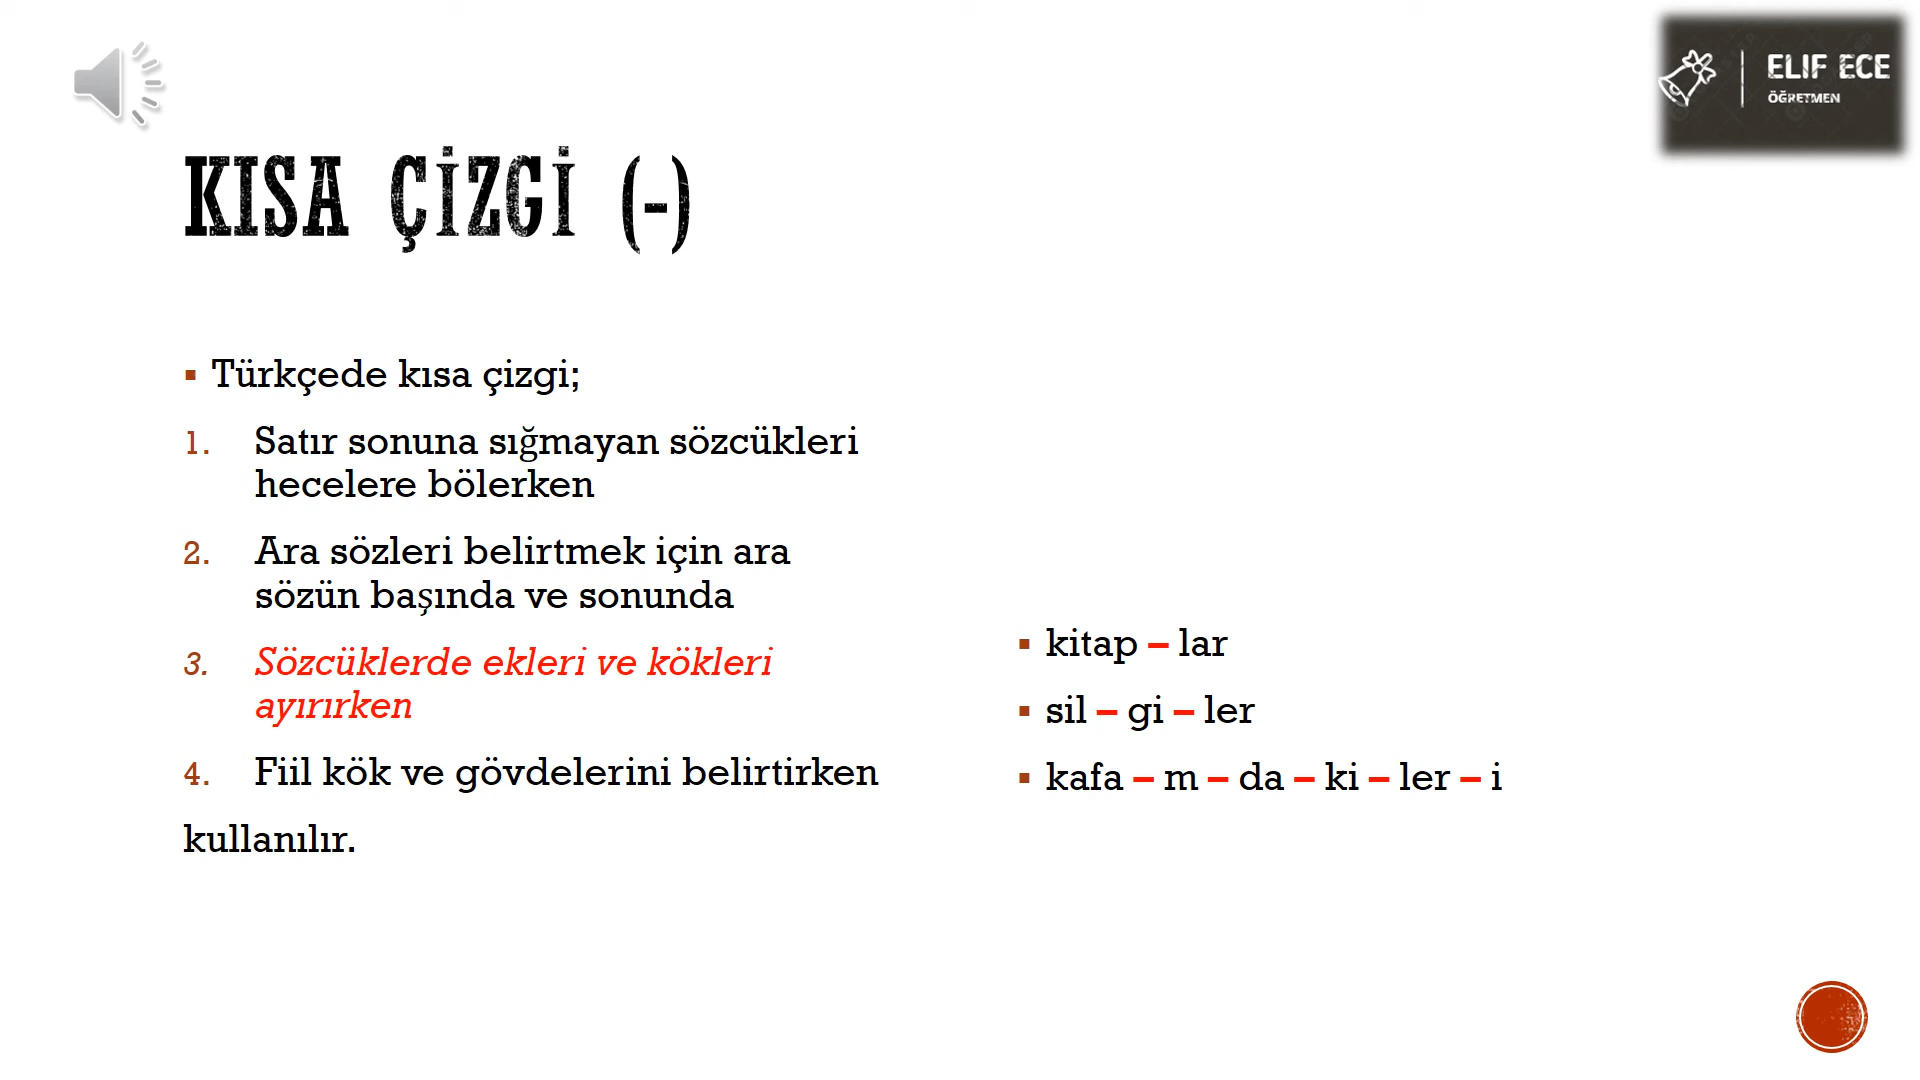 ELIF ECE
ÖĞRETMEN
KISA ÇİZGİ (-)
▪ Türkçede kısa çizgi;
1. Satır sonuna sığmayan sözcükleri
hecelere bölerken
2. Ara sözleri belirtmek için ara
sözün başında ve sonunda
3. Sözcüklerde ekleri ve kökleri
ayırırken
4. Fiil kök ve gövdelerini belirtirken
kullanılır.
▪ kitap – lar
▪ sil – gi – ler
▪ kafa – m – da – ki – ler – i